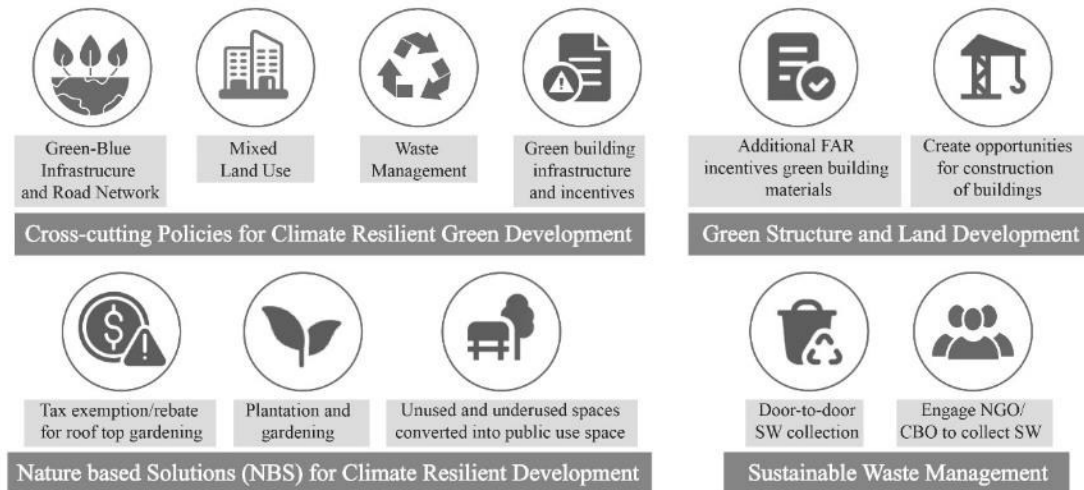 Green-Blue
Infrastrucure
and Road Network
Mixed
Land Use
Waste
Management
Green building
infrastructure
and incentives
Cross-cutting Policies for Climate Resilient Green Development
Additional FAR
incentives green building
materials
Create opportunities
for construction
of buildings
Green Structure and Land Development
$
Tax exemption/rebate
for roof top gardening
Plantation and
gardening
Unused and underused spaces
converted into public use space
Nature based Solutions (NBS) for Climate Resilient Development
Door-to-door
SW collection
Engage NGO/
CBO to collect SW
Sustainable Waste Management